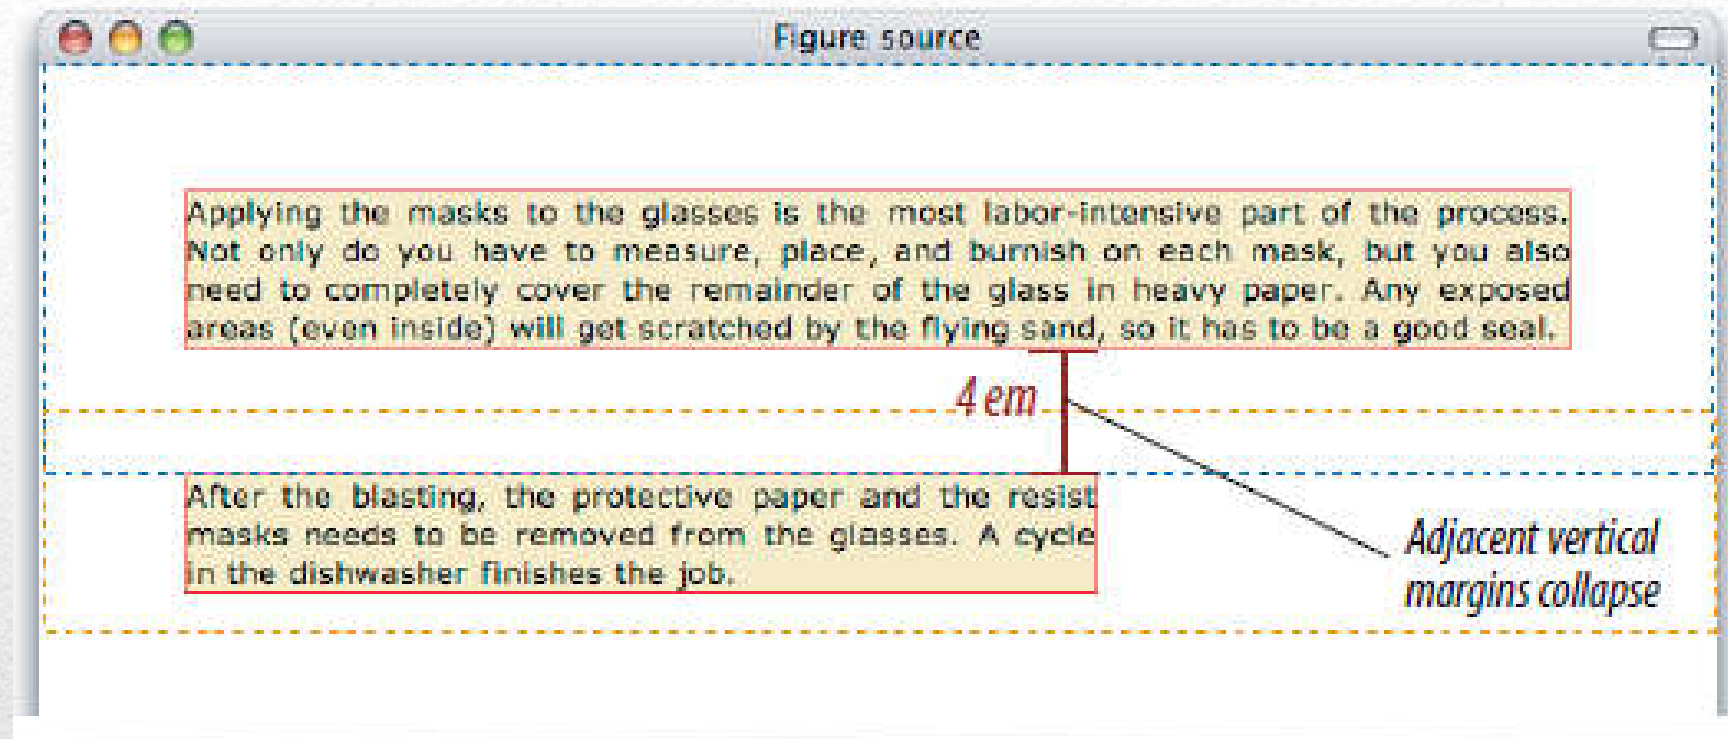 Figure source
Applying the masks to the glasses is the most labor-intensive part of the process.
Not only do you have to measure, place, and burnish on each mask, but you also
need to completely cover the remainder of the glass in heavy paper. Any exposed
areas (even inside) will get scratched by the flying sand, so it has to be a good seal.
4 em
After the blasting, the protective paper and the resist
masks needs to be removed from the glasses. A cycle
in the dishwasher finishes the job.
Adjacent vertical
margins collapse